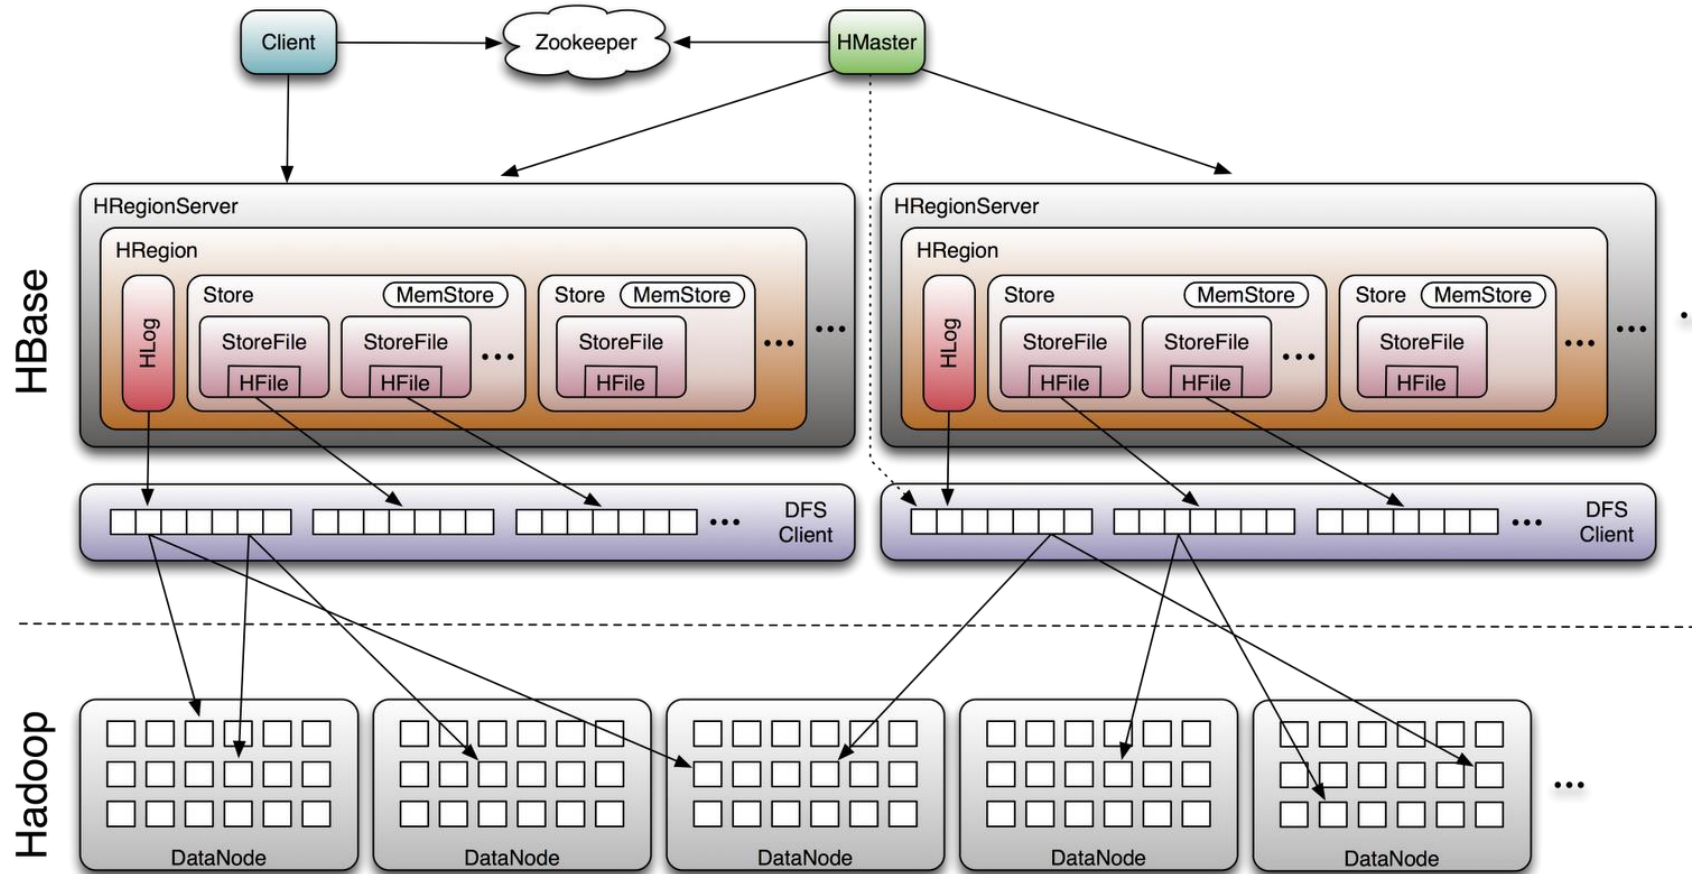 Client
Zookeeper
HMaster
HBase
HRegionServer
HRegion
HLog
Store
MemStore
StoreFile
HFile
StoreFile
HFile
...
Store
MemStore
StoreFile
HFile
...
...
HRegionServer
HRegion
HLog
Store
MemStore
StoreFile
HFile
StoreFile
HFile
...
Store
MemStore
StoreFile
HFile
...
...
...
DFS
Client
...
DFS
Client
Hadoop
DataNode
DataNode
DataNode
DataNode
DataNode
...